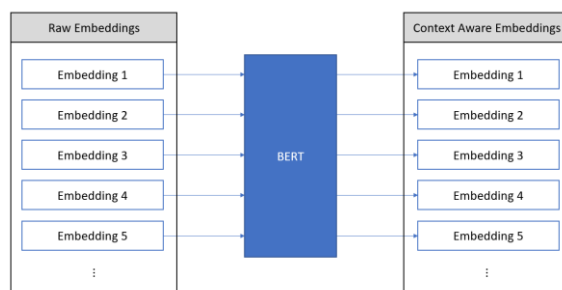 Raw Embeddings
Embedding 1
Embedding 2
Embedding 3
Embedding 4
Embedding 5
⋮
BERT
Context Aware Embeddings
Embedding 1
Embedding 2
Embedding 3
Embedding 4
Embedding 5
⋮